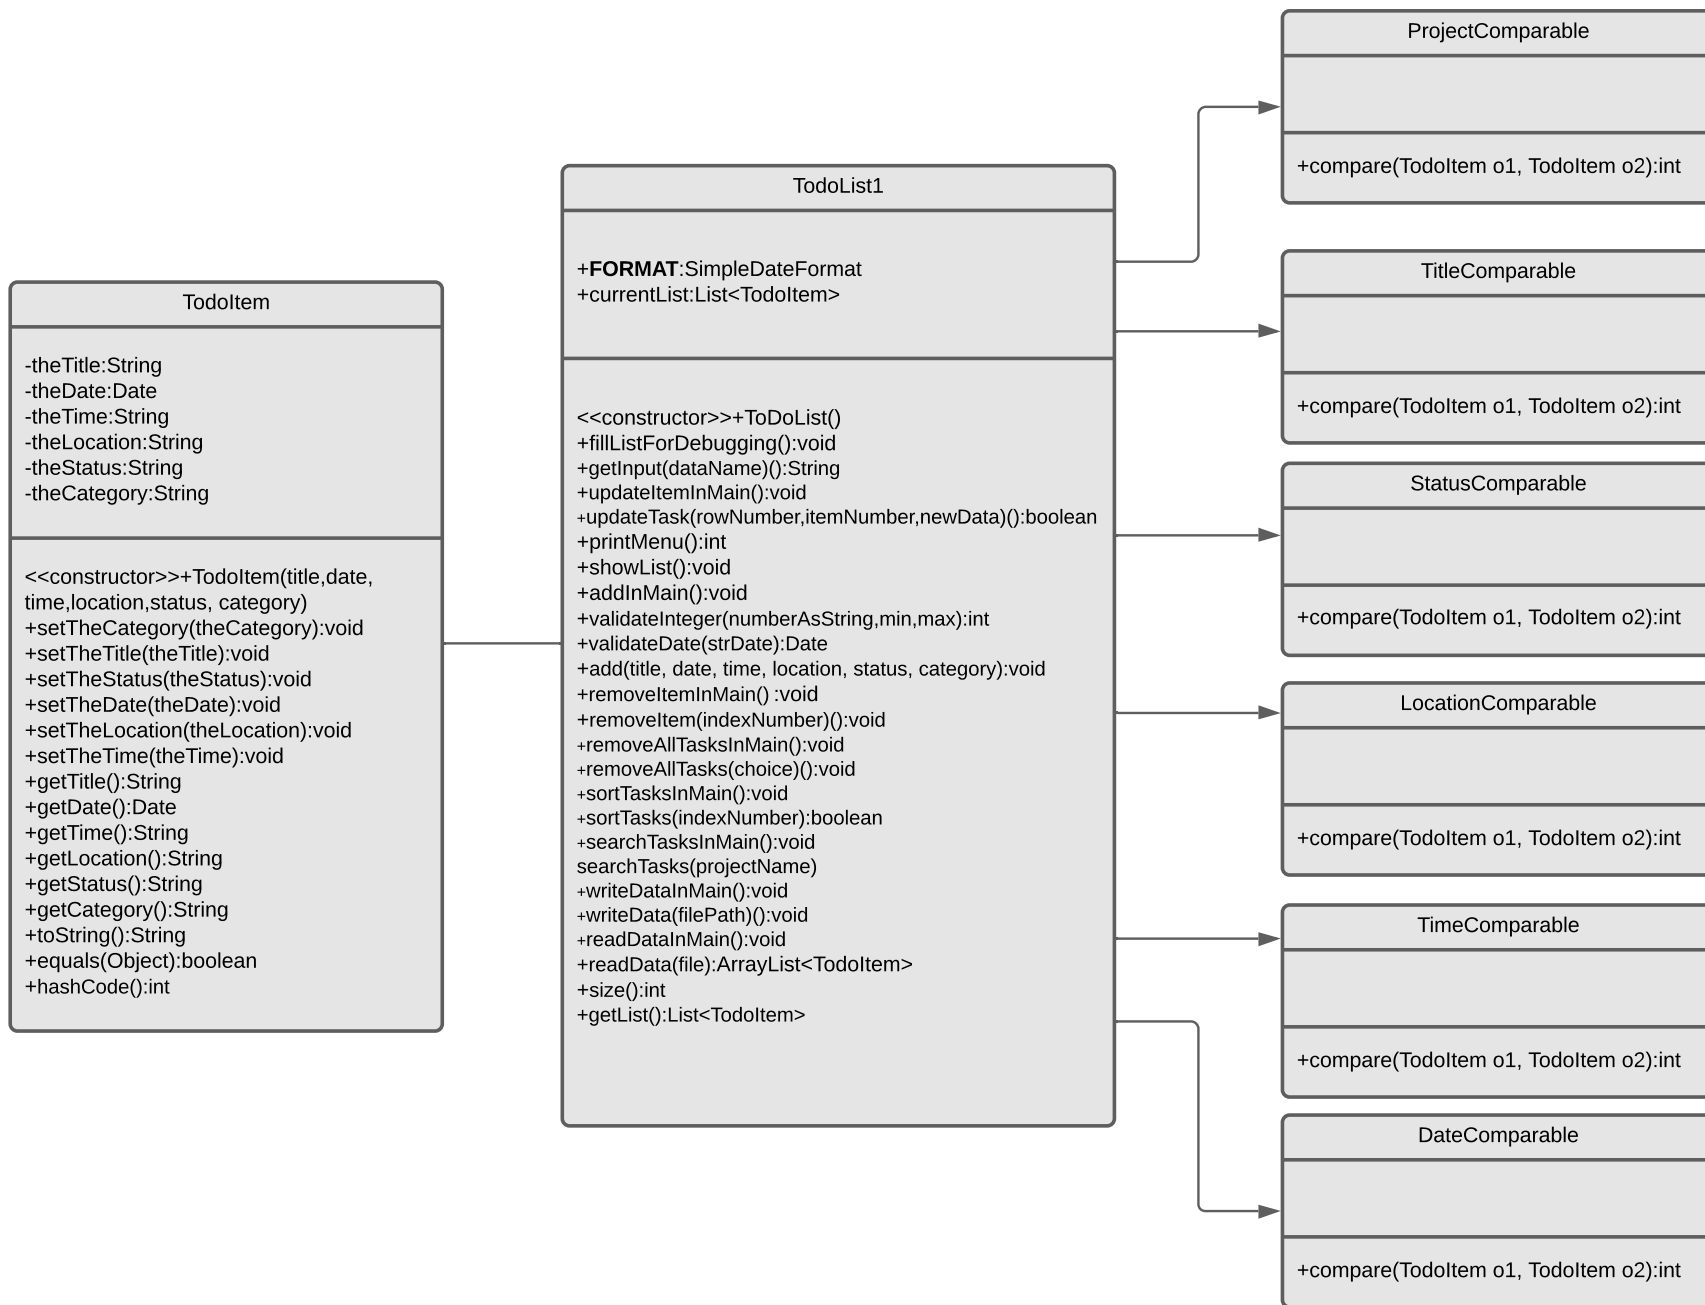 TodoItem
-theTitle:String
-theDate:Date
-theTime:String
-theLocation:String
-theStatus:String
-theCategory:String
<<constructor>>+TodoItem(title,date,
time,location,status, category)
+setTheCategory(theCategory):void
+setTheTitle(theTitle):void
+setTheStatus(theStatus):void
+setTheDate(theDate):void
+setTheLocation(theLocation):void
+setTheTime(theTime):void
+getTitle():String
+getDate():Date
+getTime():String
+getLocation():String
+getStatus():String
+getCategory():String
+toString():String
+equals(Object):boolean
+hashCode():int
TodoList1
+FORMAT:SimpleDateFormat
+currentList:List<TodoItem>
<<constructor>>+ToDoList()
+fillListForDebugging():void
+getInput(dataName)():String
+updateItemInMain():void
+updateTask(rowNumber,itemNumber,newData)():boolean
+printMenu():int
+showList():void
+addInMain():void
+validateInteger(numberAsString,min,max):int
+validateDate(strDate):Date
+add(title, date, time, location, status, category):void
+removeItemInMain() :void
+removeItem(indexNumber)():void
+removeAllTasksInMain():void
+removeAllTasks(choice)():void
+sortTasksInMain():void
+sortTasks(indexNumber):boolean
+searchTasksInMain():void
searchTasks(projectName)
+writeDataInMain():void
+writeData(filePath)():void
+readDataInMain():void
+readData(file):ArrayList<TodoItem>
+size():int
+getList():List<TodoItem>
ProjectComparable
+compare(TodoItem o1, TodoItem o2):int
TitleComparable
+compare(TodoItem o1, TodoItem o2):int
StatusComparable
+compare(TodoItem o1, TodoItem o2):int
LocationComparable
+compare(TodoItem o1, TodoItem o2):int
TimeComparable
+compare(TodoItem o1, TodoItem o2):int
DateComparable
+compare(TodoItem o1, TodoItem o2):int